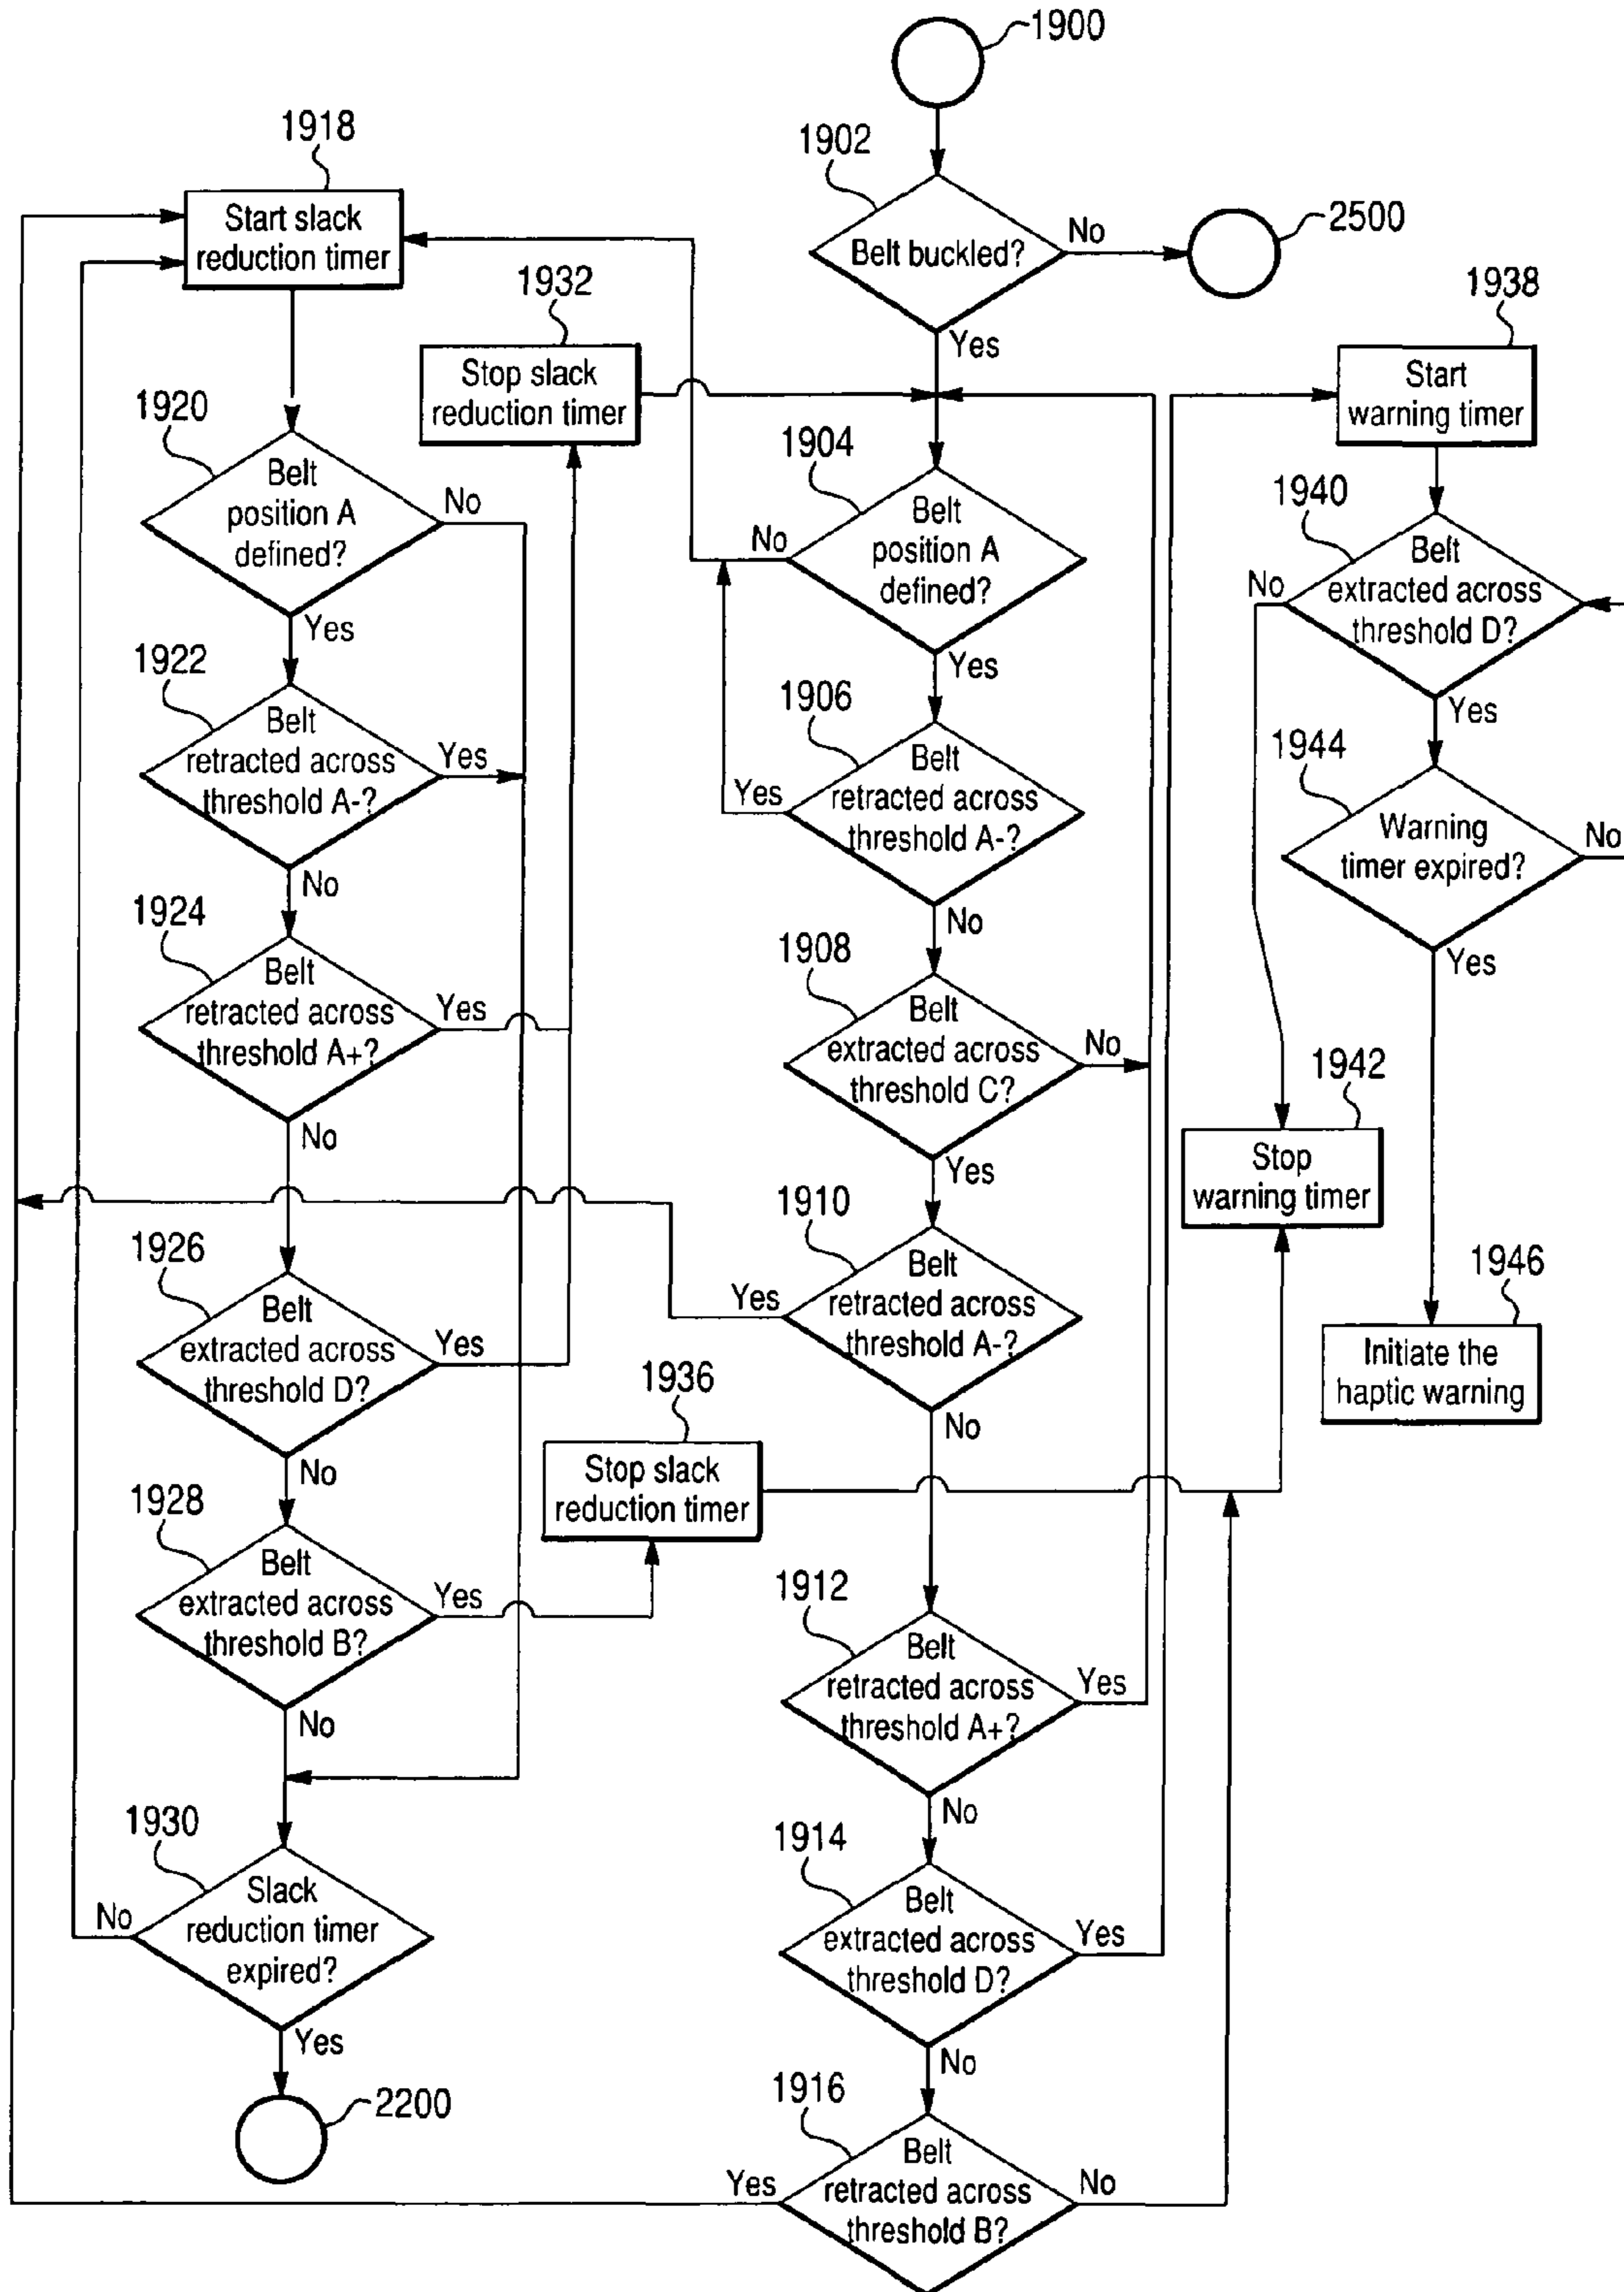 1900
1902
Belt buckled?
No
2500
Yes
1918
Start slack
reduction timer
1932
Stop slack
reduction timer
1938
Start
warning timer
1920
Belt
position A
defined?
No
Yes
1904
Belt
position A
defined?
No
Yes
1940
Belt
extracted across
threshold D?
No
Yes
1922
Belt
retracted across
threshold A-?
Yes
No
1906
Belt
retracted across
threshold A-?
Yes
No
1944
Warning
timer expired?
No
Yes
1924
Belt
retracted across
threshold A+?
Yes
No
1908
Belt
extracted across
threshold C?
No
Yes
1942
Stop
warning timer
1926
Belt
extracted across
threshold D?
Yes
No
1910
Belt
retracted across
threshold A-?
Yes
No
1946
Initiate the
haptic warning
1936
Stop slack
reduction timer
1928
Belt
extracted across
threshold B?
Yes
No
1912
Belt
retracted across
threshold A+?
Yes
No
1930
Slack
reduction timer
expired?
No
Yes
2200
1914
Belt
extracted across
threshold D?
Yes
No
1916
Belt
retracted across
threshold B?
Yes
No